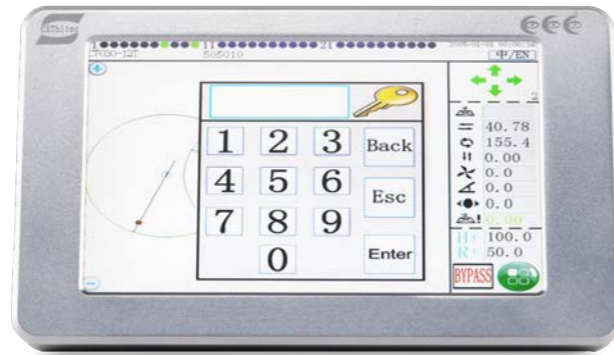 1 11 21
中/EN
505010
2
1 2 3 Back
40.78
155.4
0.00
4 5 6 Esc
0.0
0.0
0.0
7 8 9
0.00
0 Enter
H+ 100.0
R+ 50.0
BYPASS